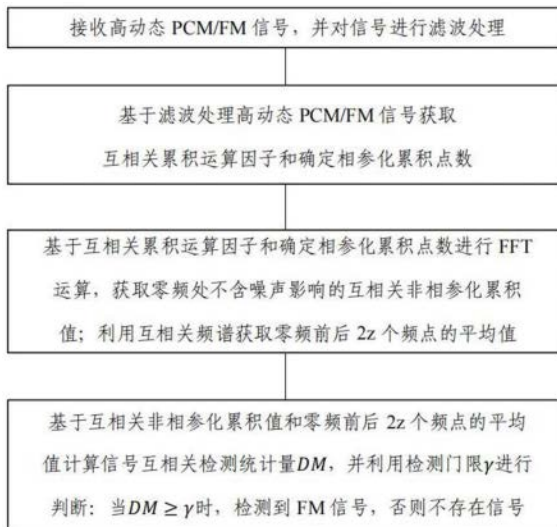 接收高动态 PCM/FM 信号，并对信号进行滤波处理
基于滤波处理高动态 PCM/FM 信号获取
互相关累积运算因子和确定相参化累积点数
基于互相关累积运算因子和确定相参化累积点数进行 FFT
运算，获取零频处不含噪声影响的互相关非相参化累积
值；利用互相关频谱获取零频前后 2z 个频点的平均值
基于互相关非相参化累积值和零频前后 2z 个频点的平均
值计算信号互相关检测统计量DM，并利用检测门限γ进行
判断：当DM ≥ γ时，检测到 FM 信号，否则不存在信号